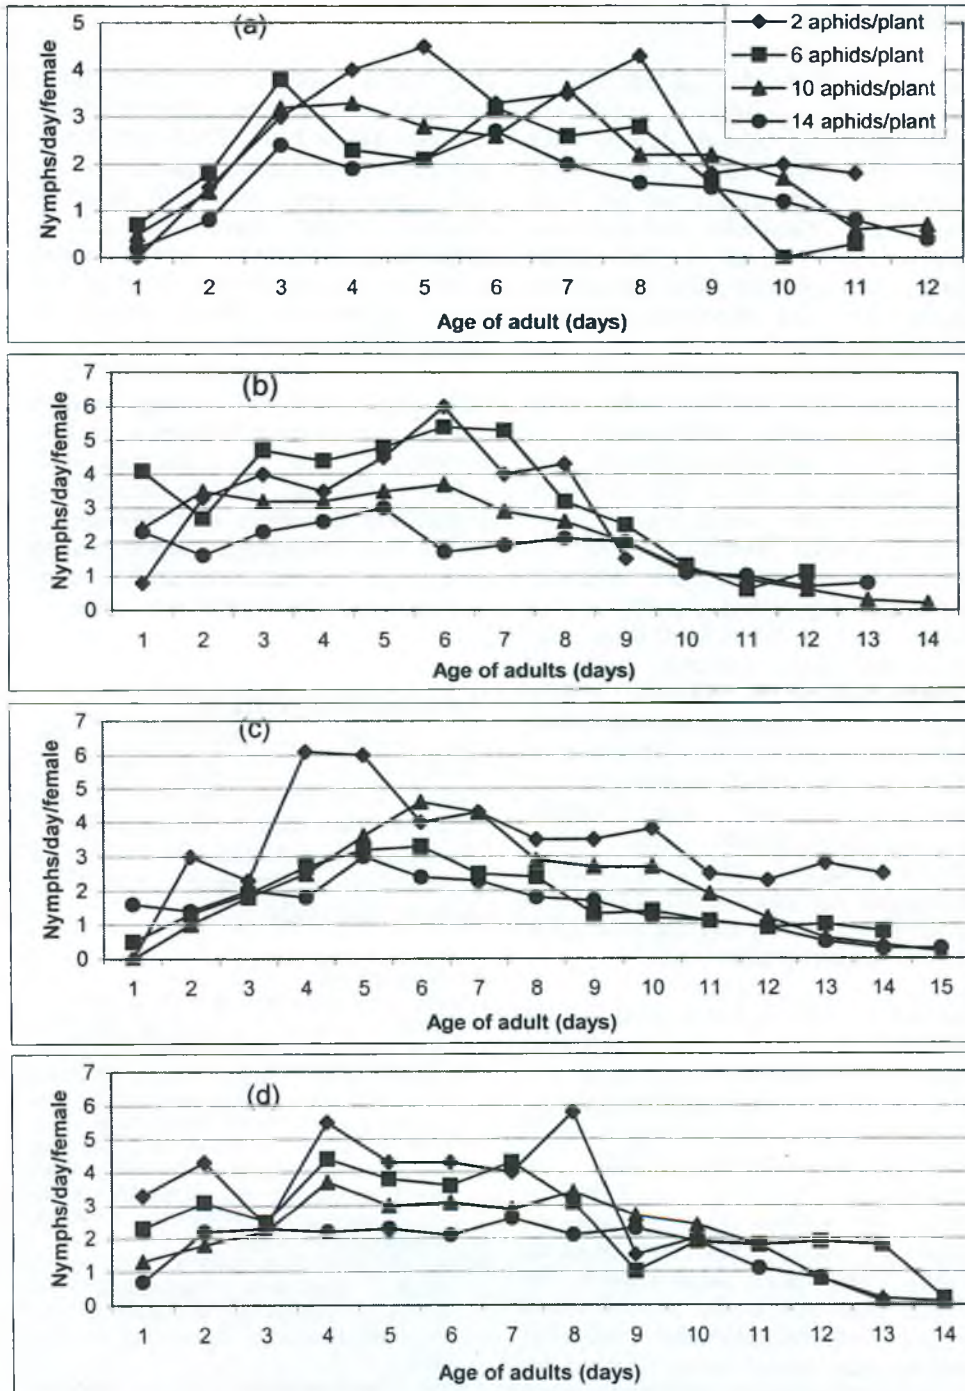 (a)
2 aphids/plant
6 aphids/plant
10 aphids/plant
14 aphids/plant
Nymphs/day/female
5
4
3
2
1
0
1 2 3 4 5 6 7 8 9 10 11 12
Age of adult (days)
(b)
Nymphs/day/female
7
6
5
4
3
2
1
0
1 2 3 4 5 6 7 8 9 10 11 12 13 14
Age of adults (days)
(c)
Nymphs/day/female
7
6
5
4
3
2
1
0
1 2 3 4 5 6 7 8 9 10 11 12 13 14 15
Age of adult (days)
(d)
Nymphs/day/female
7
6
5
4
3
2
1
0
1 2 3 4 5 6 7 8 9 10 11 12 13 14
Age of adults (days)